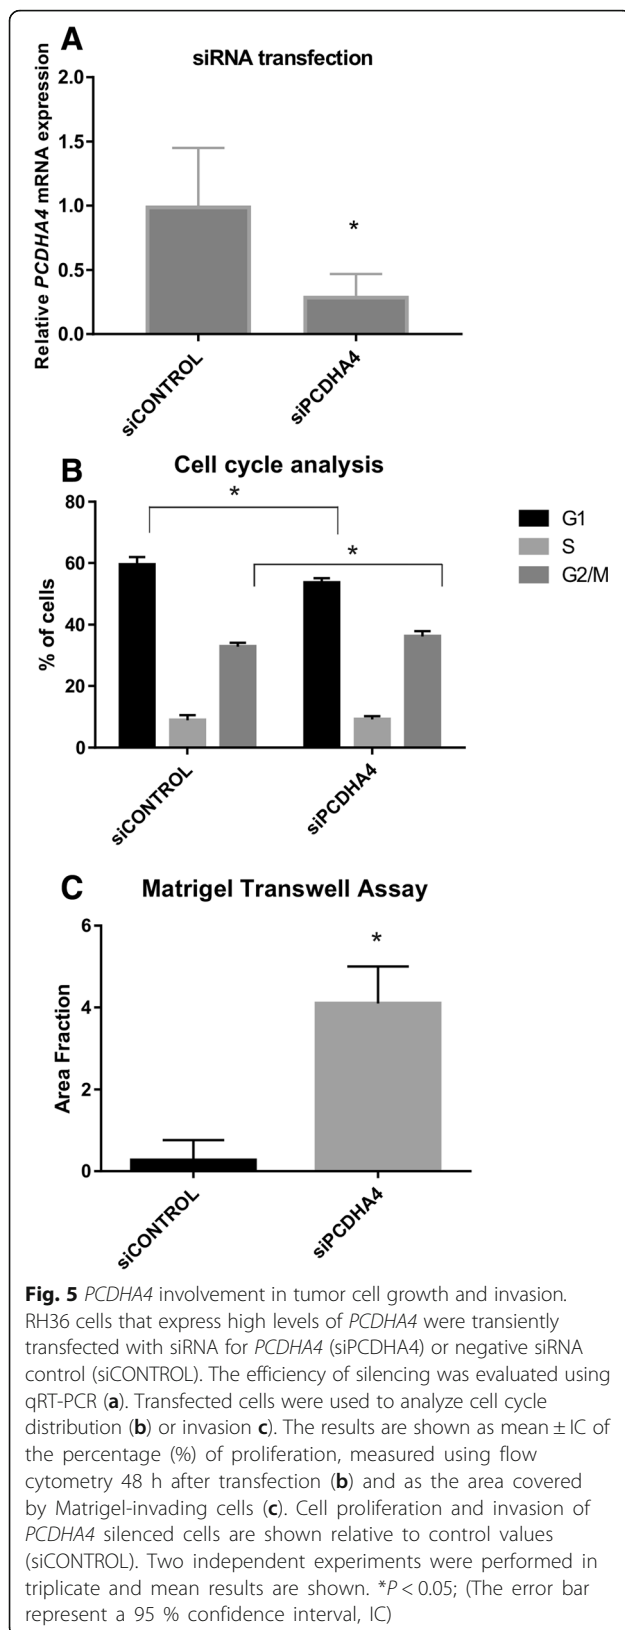 A
siRNA transfection
Relative PCDHA4 mRNA expression
2.0
1.5
1.0
0.5
0.0
*
siCONTROL
siPCDHA4
B
Cell cycle analysis
% of cells
80
60
40
20
0
*
*
G1
S
G2/M
siCONTROL
siPCDHA4
C
Matrigel Transwell Assay
Area Fraction
6
4
2
0
*
siCONTROL
siPCDHA4
Fig. 5 PCDHA4 involvement in tumor cell growth and invasion.
RH36 cells that express high levels of PCDHA4 were transiently
transfected with siRNA for PCDHA4 (siPCDHA4) or negative siRNA
control (siCONTROL). The efficiency of silencing was evaluated using
qRT-PCR (a). Transfected cells were used to analyze cell cycle
distribution (b) or invasion c). The results are shown as mean ± IC of
the percentage (%) of proliferation, measured using flow
cytometry 48 h after transfection (b) and as the area covered
by Matrigel-invading cells (c). Cell proliferation and invasion of
PCDHA4 silenced cells are shown relative to control values
(siCONTROL). Two independent experiments were performed in
triplicate and mean results are shown. *P < 0.05; (The error bar
represent a 95 % confidence interval, IC)